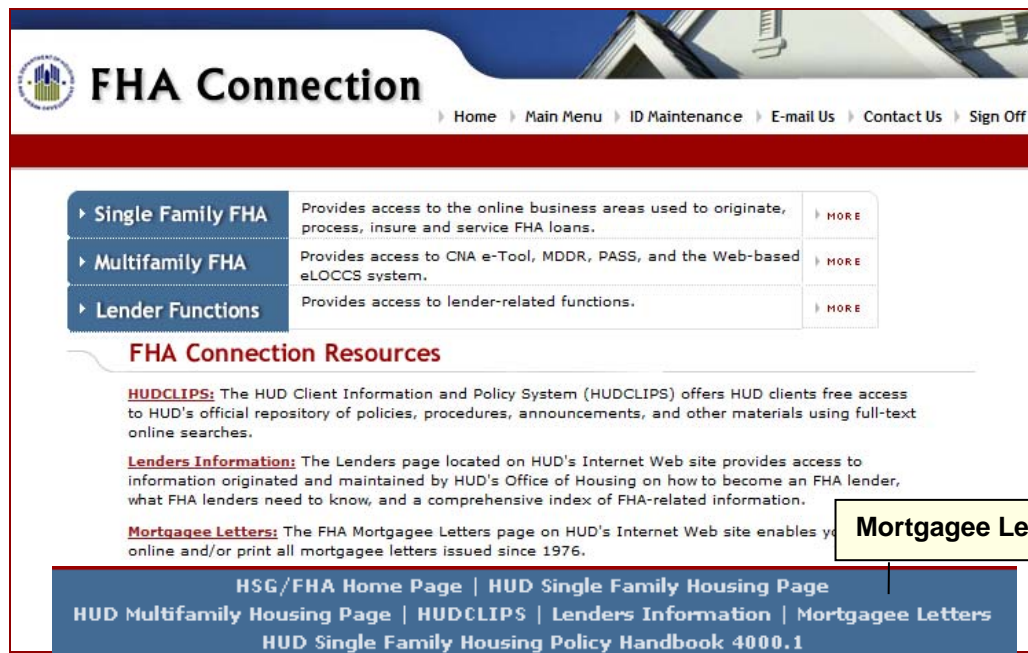 FHA Connection
Home Main Menu ID Maintenance E-mail Us Contact Us Sign Off
Single Family FHA
Provides access to the online business areas used to originate,
process, insure and service FHA loans.
MORE
Multifamily FHA
Provides access to CNA e-Tool, MDDR, PASS, and the Web-based
eLOCCS system.
MORE
Lender Functions
Provides access to lender-related functions.
MORE
FHA Connection Resources
HUDCLIPS: The HUD Client Information and Policy System (HUDCLIPS) offers HUD clients free access
to HUD's official repository of policies, procedures, announcements, and other materials using full-text
online searches.
Lenders Information: The Lenders page located on HUD's Internet Web site provides access to
information originated and maintained by HUD's Office of Housing on how to become an FHA lender,
what FHA lenders need to know, and a comprehensive index of FHA-related information.
Mortgagee Letters: The FHA Mortgagee Letters page on HUD's Internet Web site enables
online and/or print all mortgagee letters issued since 1976.
Mortgagee Le
HSG/FHA Home Page | HUD Single Family Housing Page
HUD Multifamily Housing Page | HUDCLIPS | Lenders Information | Mortgagee Letters
HUD Single Family Housing Policy Handbook 4000.1